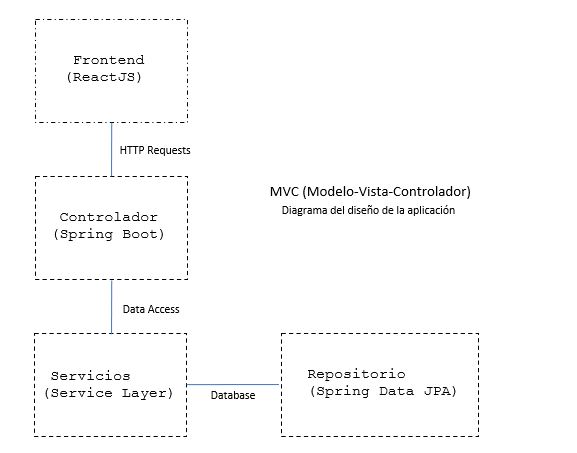 Frontend
(ReactJS)
HTTP Requests
MVC (Modelo-Vista-Controlador)
Diagrama del diseño de la aplicación
Controlador
(Spring Boot)
Data Access
Servicios
(Service Layer)
Database
Repositorio
(Spring Data JPA)